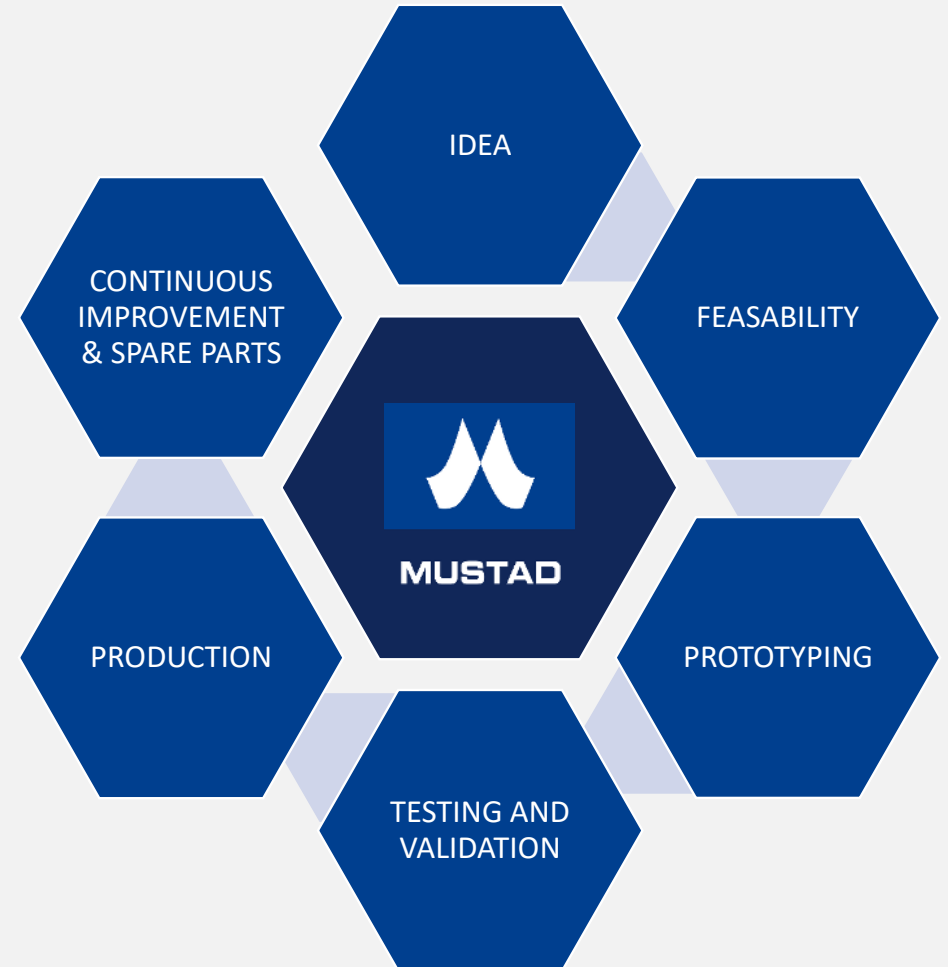 IDEA
FEASABILITY
PROTOTYPING
TESTING AND
VALIDATION
PRODUCTION
CONTINUOUS
IMPROVEMENT
& SPARE PARTS
MUSTAD